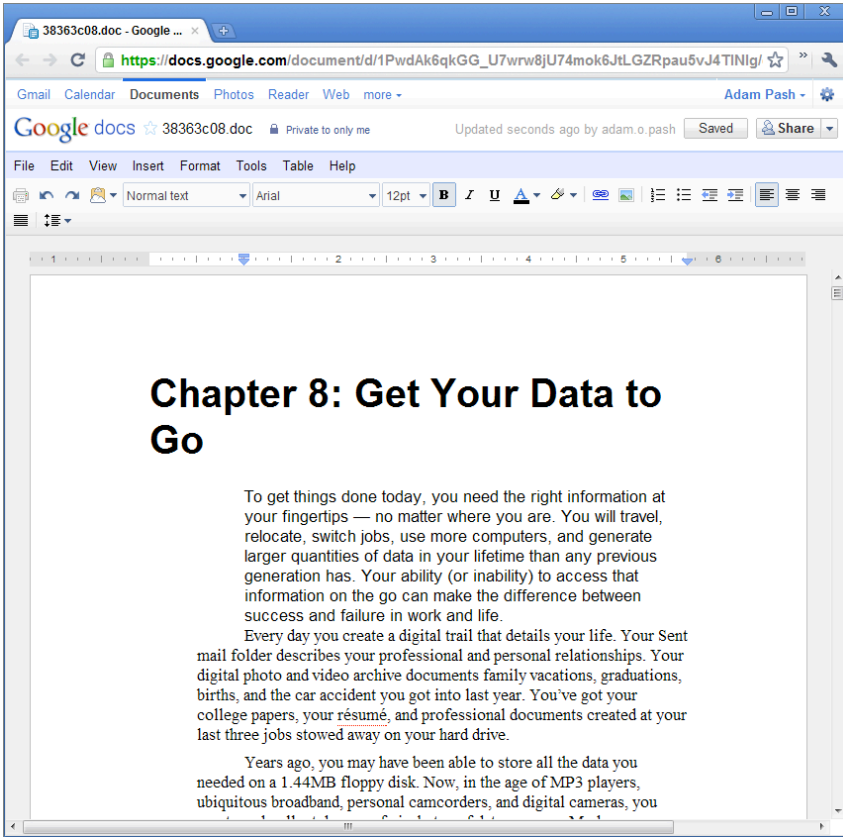 38363c08.doc - Google ...
https://docs.google.com/document/d/1PwdAk6qkGG_U7wrw8jU74mok6JtLGZRpau5vJ4TINIg/
Gmail Calendar Documents Photos Reader Web more Adam Pash
Google docs 38363c08.doc Private to only me Updated seconds ago by adam.o.pash Saved Share
File Edit View Insert Format Tools Table Help
Normal text Arial 12pt B I U A
1 2 3 4 5 6
Chapter 8: Get Your Data to
Go
To get things done today, you need the right information at
your fingertips — no matter where you are. You will travel,
relocate, switch jobs, use more computers, and generate
larger quantities of data in your lifetime than any previous
generation has. Your ability (or inability) to access that
information on the go can make the difference between
success and failure in work and life.
Every day you create a digital trail that details your life. Your Sent
mail folder describes your professional and personal relationships. Your
digital photo and video archive documents family vacations, graduations,
births, and the car accident you got into last year. You've got your
college papers, your résumé, and professional documents created at your
last three jobs stowed away on your hard drive.
Years ago, you may have been able to store all the data you
needed on a 1.44MB floppy disk. Now, in the age of MP3 players,
ubiquitous broadband, personal camcorders, and digital cameras, you